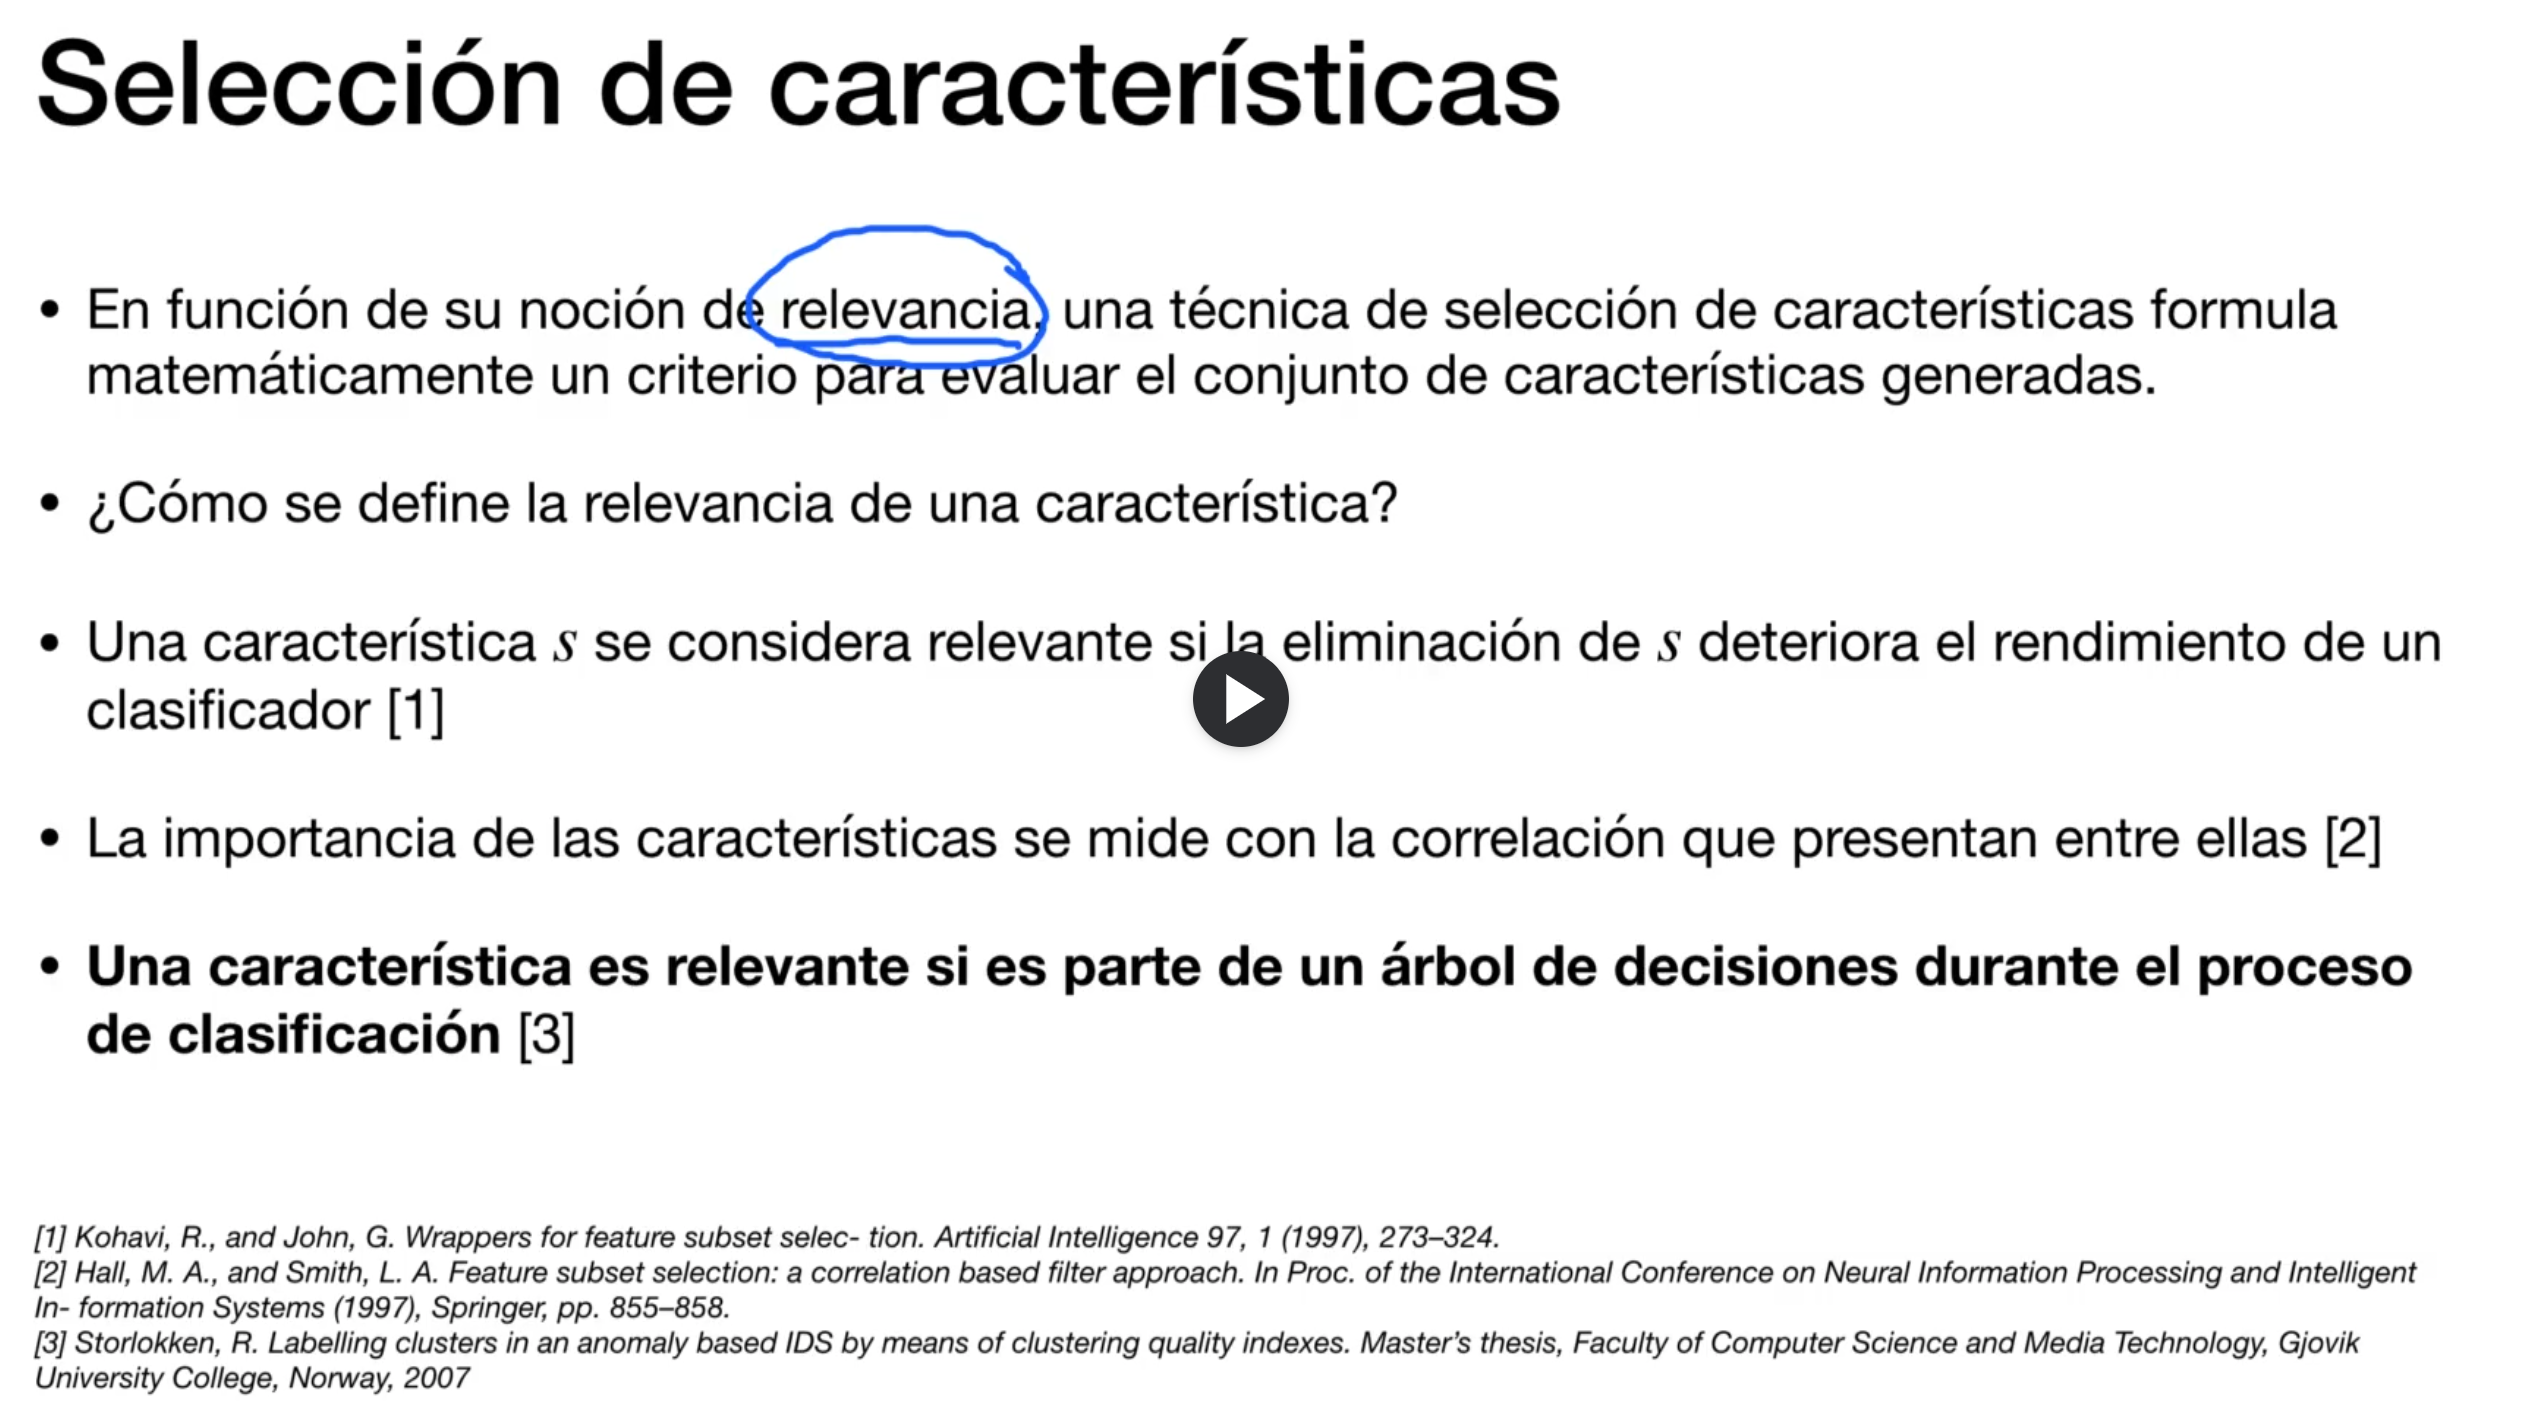 Selección de características
• En función de su noción de relevancia, una técnica de selección de características formula
matemáticamente un criterio para evaluar el conjunto de características generadas.
• ¿Cómo se define la relevancia de una característica?
• Una característica s se considera relevante si la eliminación de s deteriora el rendimiento de un
clasificador [1]
• La importancia de las características se mide con la correlación que presentan entre ellas [2]
• Una característica es relevante si es parte de un árbol de decisiones durante el proceso
de clasificación [3]
[1] Kohavi, R., and John, G. Wrappers for feature subset selec- tion. Artificial Intelligence 97, 1 (1997), 273–324.
[2] Hall, M. A., and Smith, L. A. Feature subset selection: a correlation based filter approach. In Proc. of the International Conference on Neural Information Processing and Intelligent
In- formation Systems (1997), Springer, pp. 855–858.
[3] Storlokken, R. Labelling clusters in an anomaly based IDS by means of clustering quality indexes. Master’s thesis, Faculty of Computer Science and Media Technology, Gjovik
University College, Norway, 2007